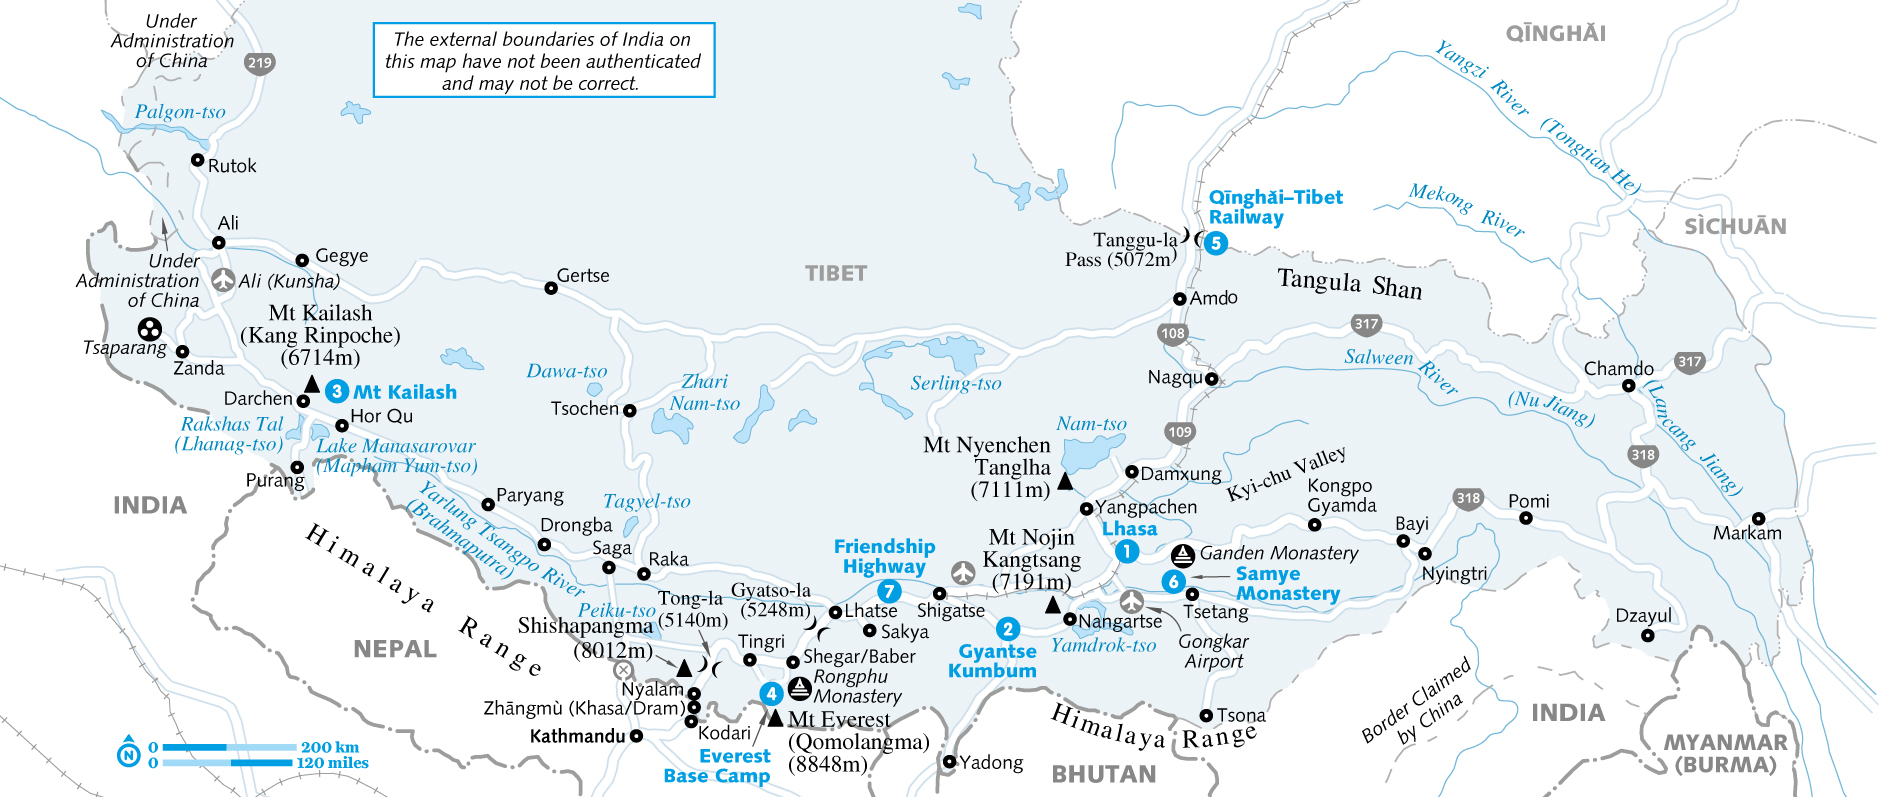 Under
Administration
of China
219
The external boundaries of India on
this map have not been authenticated
and may not be correct.
QĪNGHǍI
Yangzi River (Tongtian He)
Palgon-tso
Rutok
Mekong River
Qīnghǎi–Tibet
Railway
5
SÌCHUĀN
Ali
Tanggu-la
Pass (5072m)
Gegye
Under
Administration
of China
Ali (Kunsha)
Gertse
TIBET
Tangula Shan
Amdo
Mt Kailash
(Kang Rinpoche)
(6714m)
108
317
Tsaparang
Zanda
Dawa-tso
Zhari
Nam-tso
Serling-tso
Salween River
(Nu Jiang)
Nagqu
Chamdo
317
3 Mt Kailash
Darchen
Hor Qu
Tsochen
Rakshas Tal
(Lhanag-tso)
Lake Manasarovar
(Mapham Yum-tso)
Nam-tso
109
(Lancang Jiang)
318
Mt Nyenchen
Tanglha
(7111m)
Damxung
Kyi-chu Valley
Purang
INDIA
Paryang
Yarlung Tsangpo River
(Brahmapura)
Tagyel-tso
Yangpachen
Kongpo
Gyamda
318
Pomi
Himalaya Range
Drongba
Saga
Raka
Friendship
Highway
7
Mt Nojin
Kangtsang
(7191m)
Lhasa
1
Ganden Monastery
Bayi
Nyingtri
Markam
6
Samye
Monastery
Peiku-tso
Tong-la
(5140m)
Gyatso-la
(5248m)
Lhatse
Shigatse
Tsetang
Shishapangma
(8012m)
Sakya
2
Gyantse
Kumbum
Nangartse
Yamdrok-tso
Gongkar
Airport
Dzayul
NEPAL
Tingri
Shegar/Baber
Rongphu
Monastery
4
Nyalam
Zhāngmù (Khasa/Dram)
Kodari
Kathmandu
Mt Everest
(Qomolangma)
(8848m)
Everest
Base Camp
Himalaya Range
Tsona
Border Claimed
by China
INDIA
Yadong
BHUTAN
MYANMAR
(BURMA)
N
0 200 km
0 120 miles